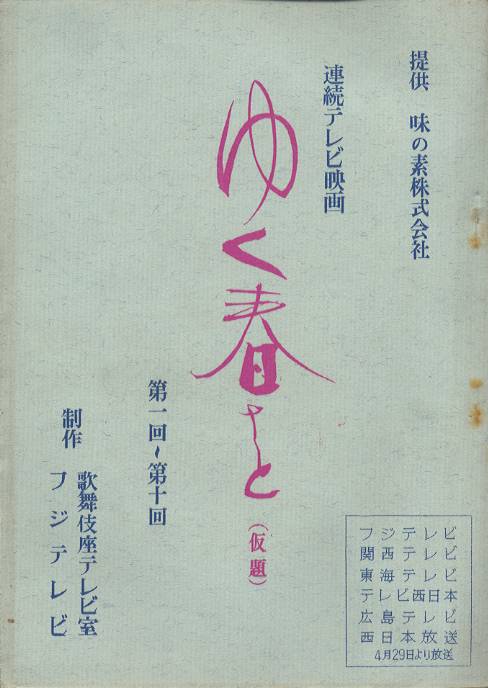 提供　味の素株式会社
連続テレビ映画
ゆく春さと
（仮題）
第一回〜第十回
制作
歌舞伎座テレビ室
フジテレビ
フジテレビ
関西テレビ
東海テレビ
テレビ西日本
広島テレビ
西日本放送
4月29日より放送